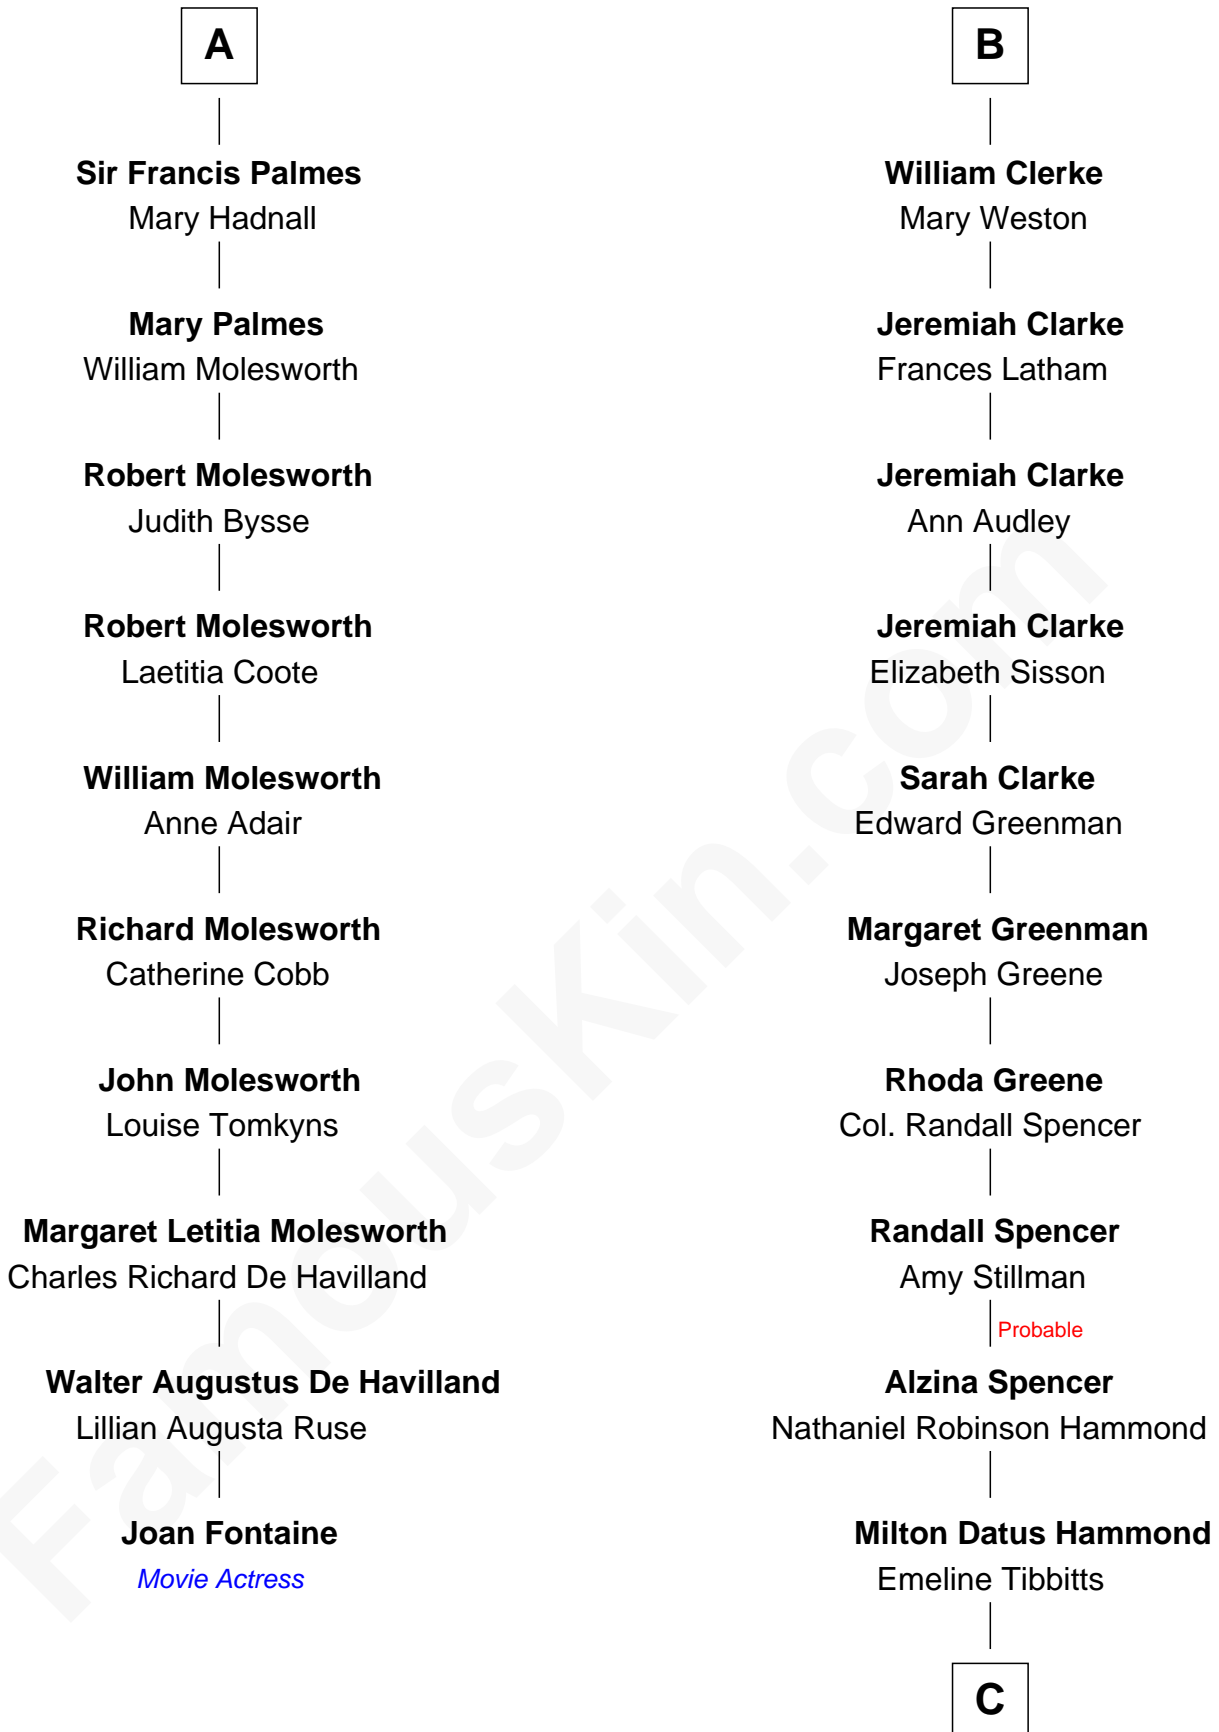 A
Sir Francis Palmes
Mary Hadnall
Mary Palmes
William Molesworth
Robert Molesworth
Judith Bysse
Robert Molesworth
Laetitia Coote
William Molesworth
Anne Adair
Richard Molesworth
Catherine Cobb
John Molesworth
Louise Tomkyns
Margaret Letitia Molesworth
Charles Richard De Havilland
Walter Augustus De Havilland
Lillian Augusta Ruse
Joan Fontaine
Movie Actress
B
William Clerke
Mary Weston
Jeremiah Clarke
Frances Latham
Jeremiah Clarke
Ann Audley
Jeremiah Clarke
Elizabeth Sisson
Sarah Clarke
Edward Greenman
Margaret Greenman
Joseph Greene
Rhoda Greene
Col. Randall Spencer
Randall Spencer
Amy Stillman
Probable
Alzina Spencer
Nathaniel Robinson Hammond
Milton Datus Hammond
Emeline Tibbitts
C
FamousKin.com